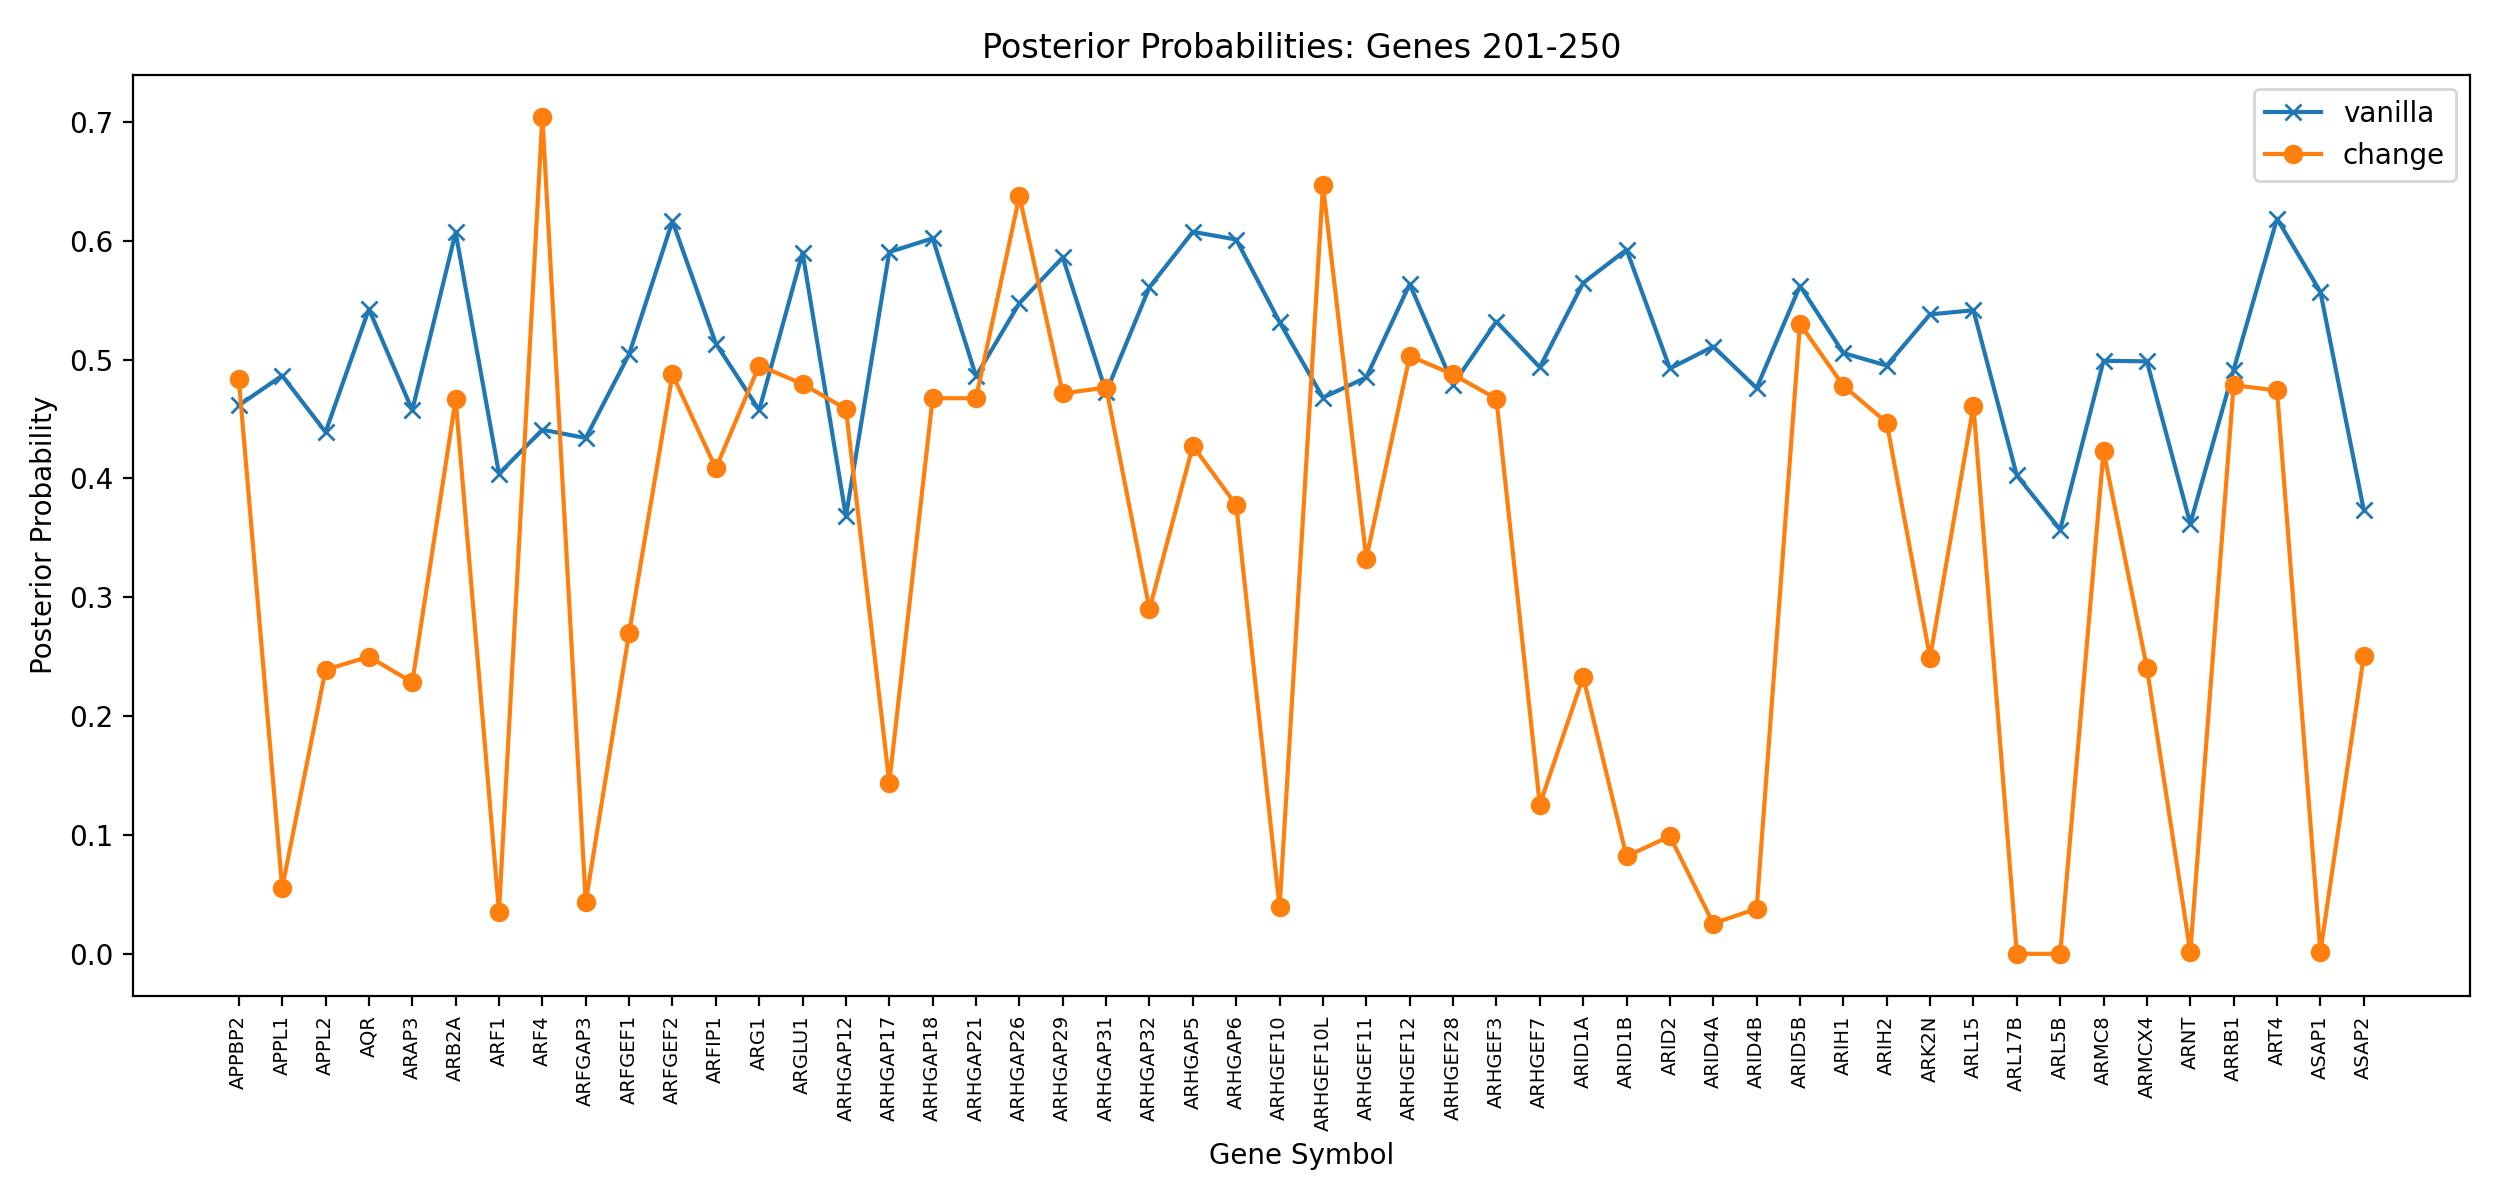 Posterior Probabilities: Genes 201-250
vanilla
change
Posterior Probability
0.7
0.6
0.5
0.4
0.3
0.2
0.1
0.0
APPBP2
APPL1
APPL2
AQR
ARAP3
ARB2A
ARF1
ARF4
ARFGAP3
ARFGEF1
ARFGEF2
ARFIP1
ARG1
ARGLU1
ARHGAP12
ARHGAP17
ARHGAP18
ARHGAP21
ARHGAP26
ARHGAP29
ARHGAP31
ARHGAP32
ARHGAP5
ARHGAP6
ARHGEF10
ARHGEF10L
ARHGEF11
ARHGEF12
ARHGEF28
ARHGEF3
ARHGEF7
ARID1A
ARID1B
ARID2
ARID4A
ARID4B
ARID5B
ARIH1
ARIH2
ARK2N
ARL15
ARL17B
ARL5B
ARMC8
ARMCX4
ARNT
ARRB1
ART4
ASAP1
ASAP2
Gene Symbol